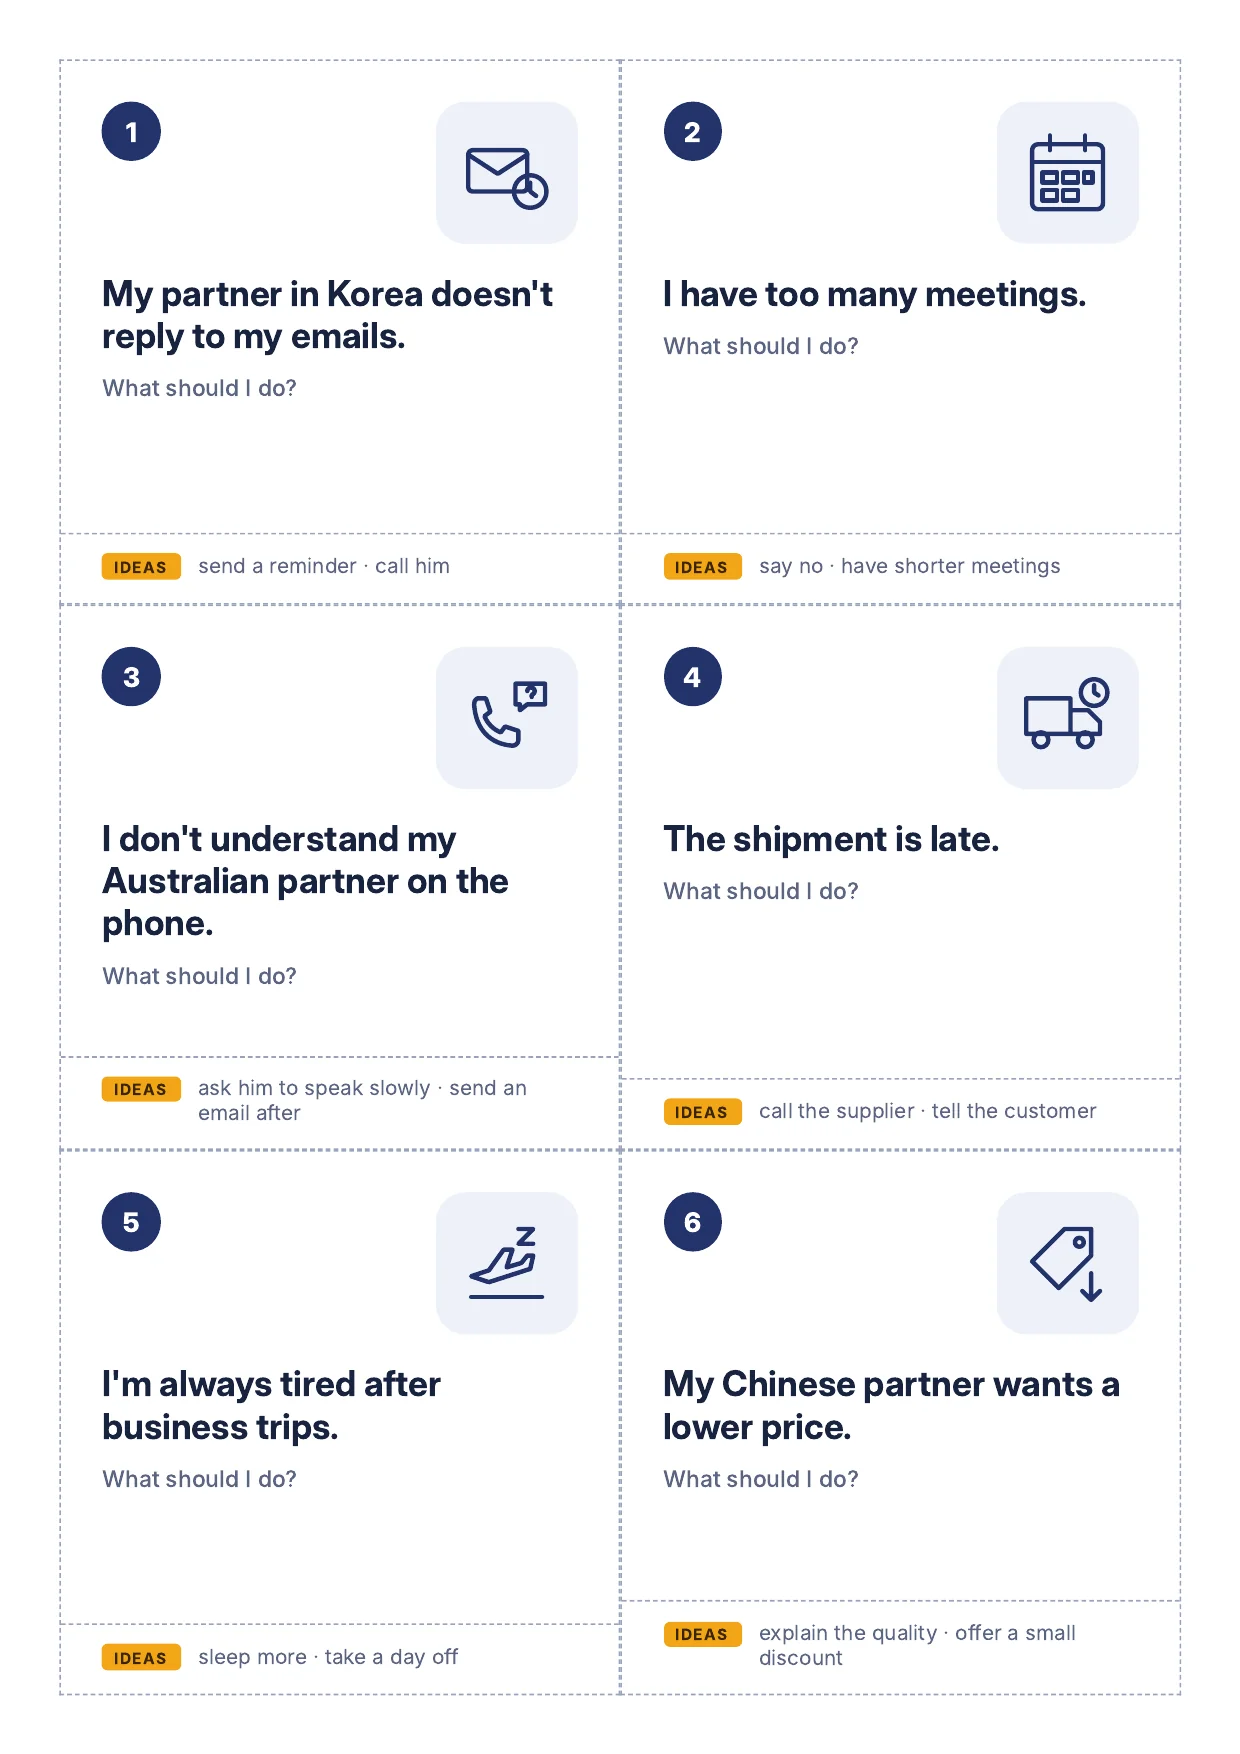 1
My partner in Korea doesn't
reply to my emails.
What should I do?
IDEAS send a reminder · call him
2
I have too many meetings.
What should I do?
IDEAS say no · have shorter meetings
3
?
I don't understand my
Australian partner on the
phone.
What should I do?
IDEAS ask him to speak slowly · send an
email after
4
The shipment is late.
What should I do?
IDEAS call the supplier · tell the customer
5
Z
I'm always tired after
business trips.
What should I do?
IDEAS sleep more · take a day off
6
My Chinese partner wants a
lower price.
What should I do?
IDEAS explain the quality · offer a small
discount